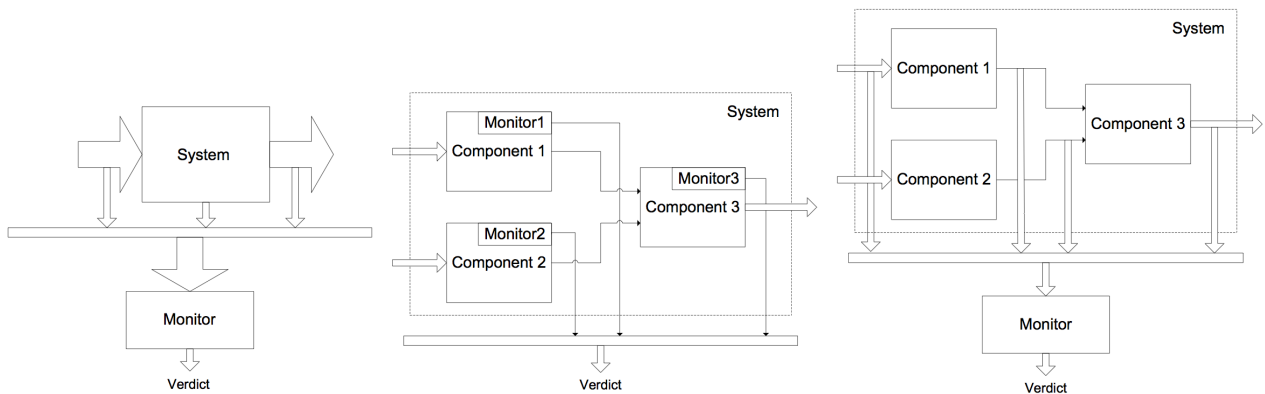 System
Monitor
Verdict
System
Monitor1
Component 1
Monitor3
Component 3
Monitor2
Component 2
Verdict
System
Component 1
Component 3
Component 2
Monitor
Verdict